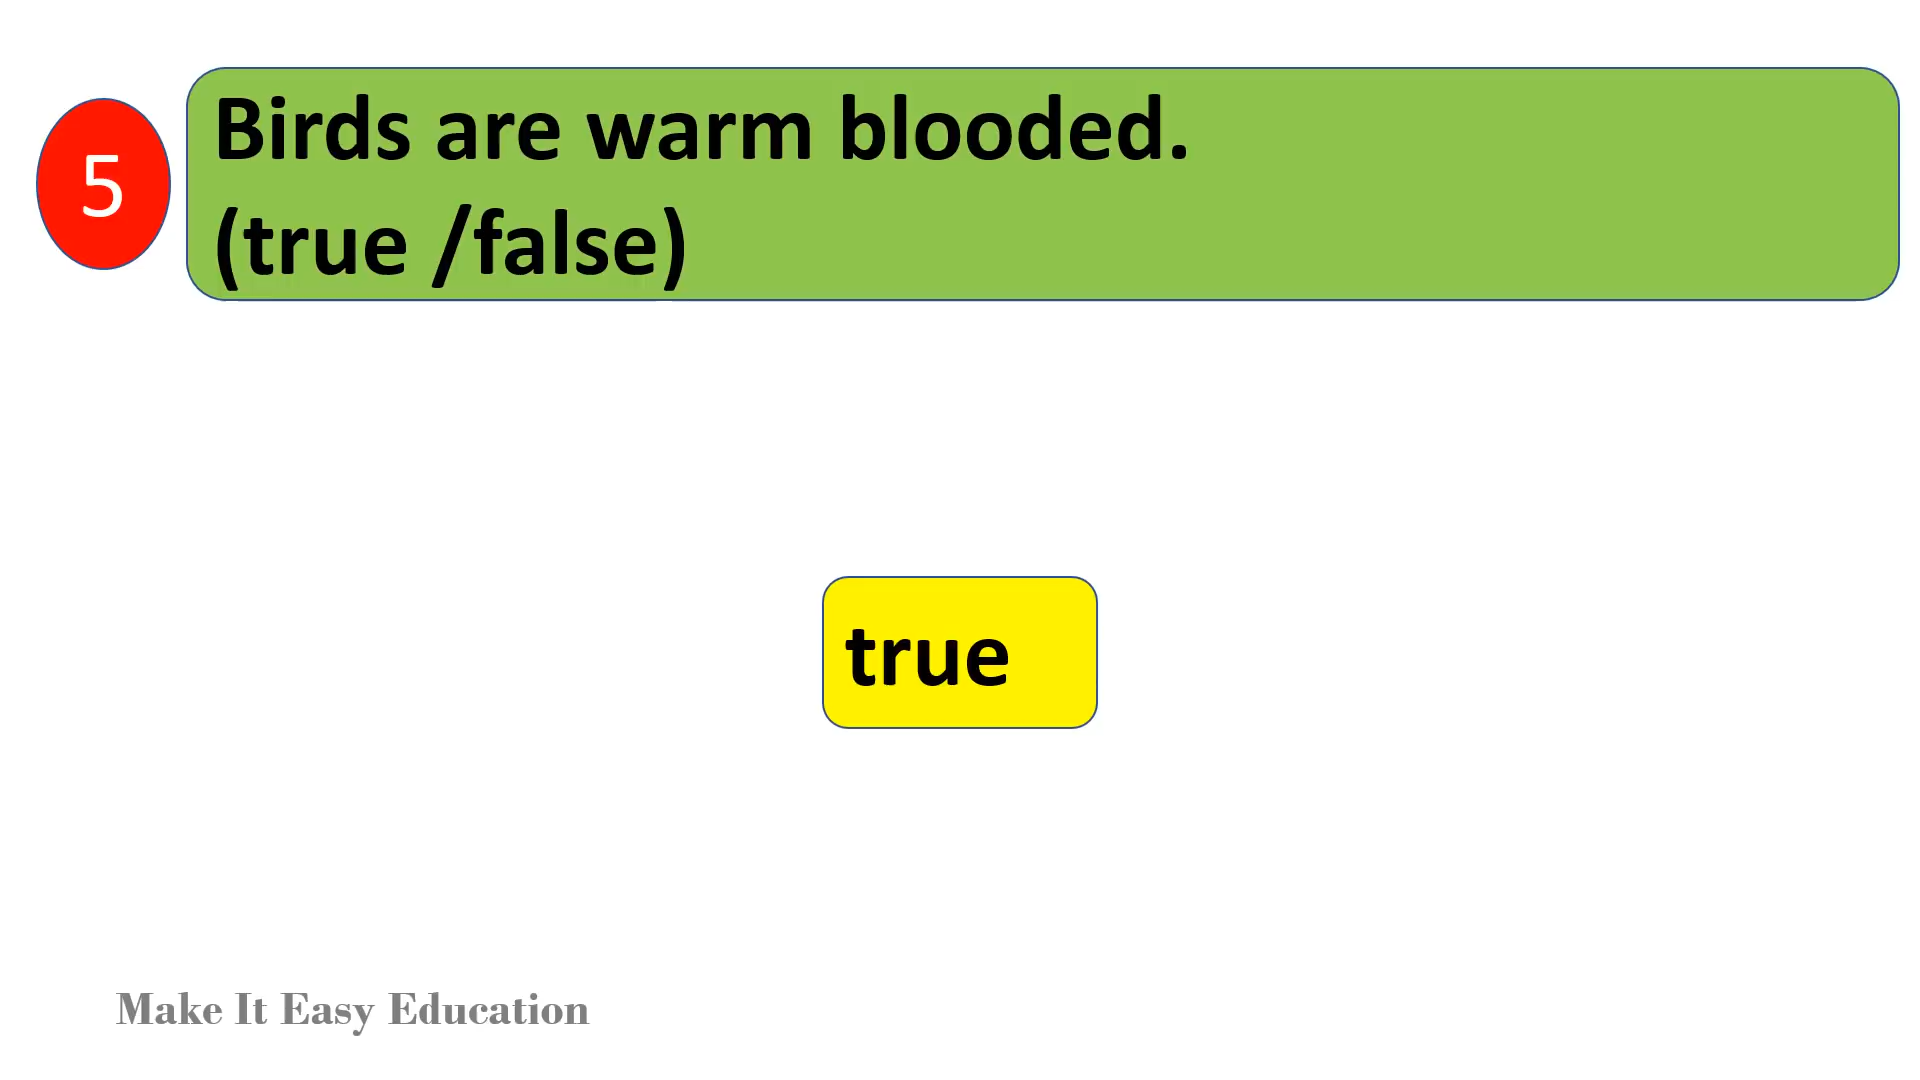 5
Birds are warm blooded.
(true /false)
true
Make It Easy Education